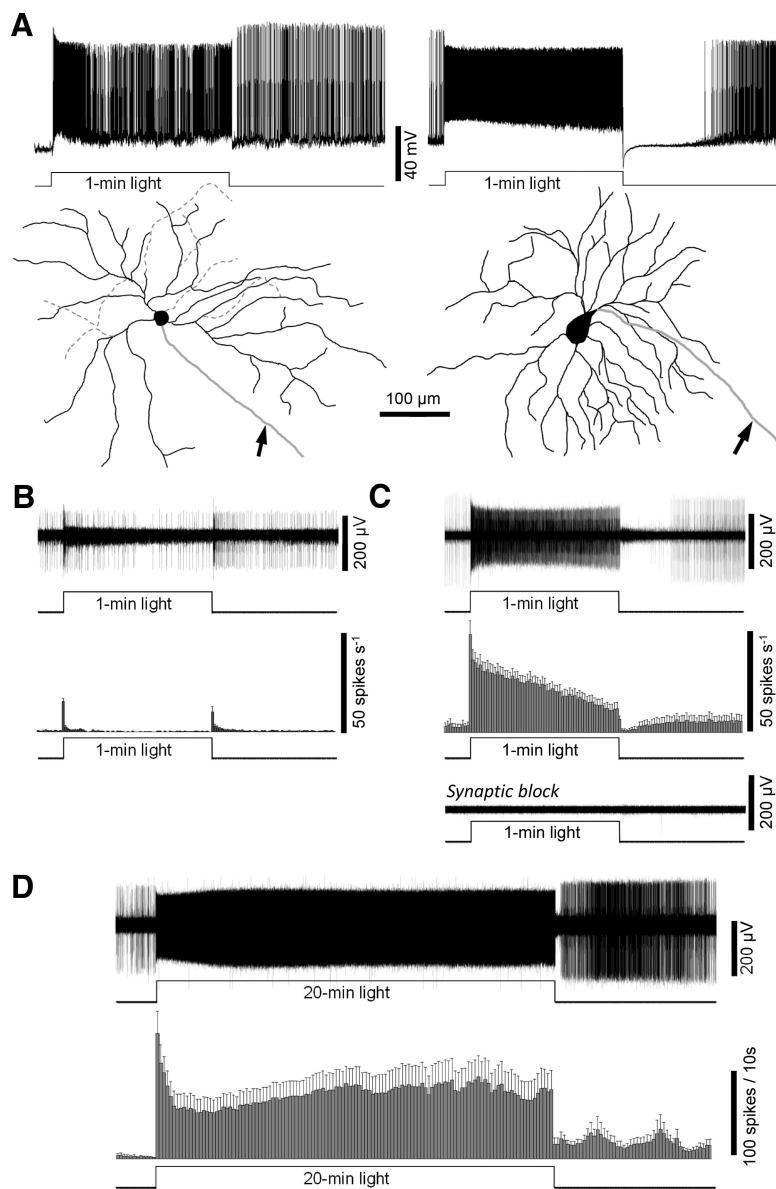 A
40 mV
1-min light
1-min light
100 µm
B
200 µV
1-min light
50 spikes s-1
1-min light
C
200 µV
1-min light
50 spikes s-1
1-min light
Synaptic block
200 µV
1-min light
D
200 µV
20-min light
100 spikes / 10s
20-min light